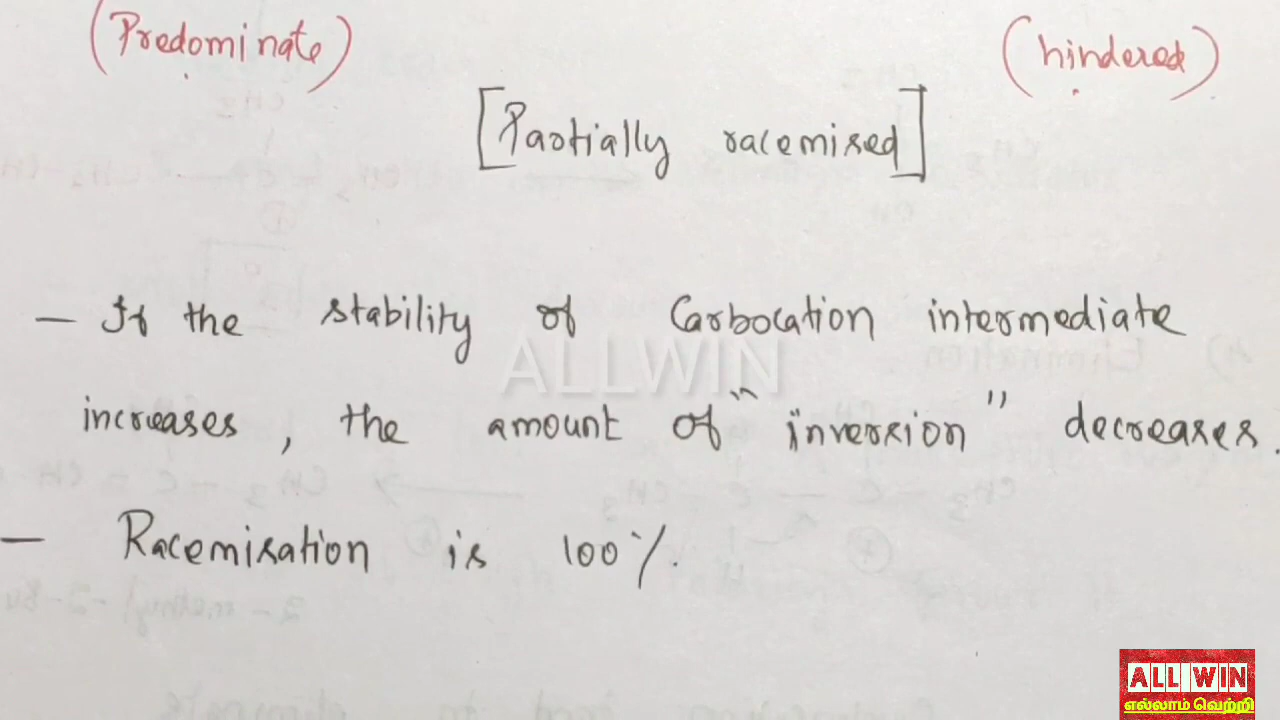 (Predominate) (hindered)
[Partially racemised]
— If the stability of Carbocation intermediate
increases, the amount of "inversion" decreases.
— Racemisation is 100%.
ALLWIN
ALL WIN
எல்லாம் வெற்றி